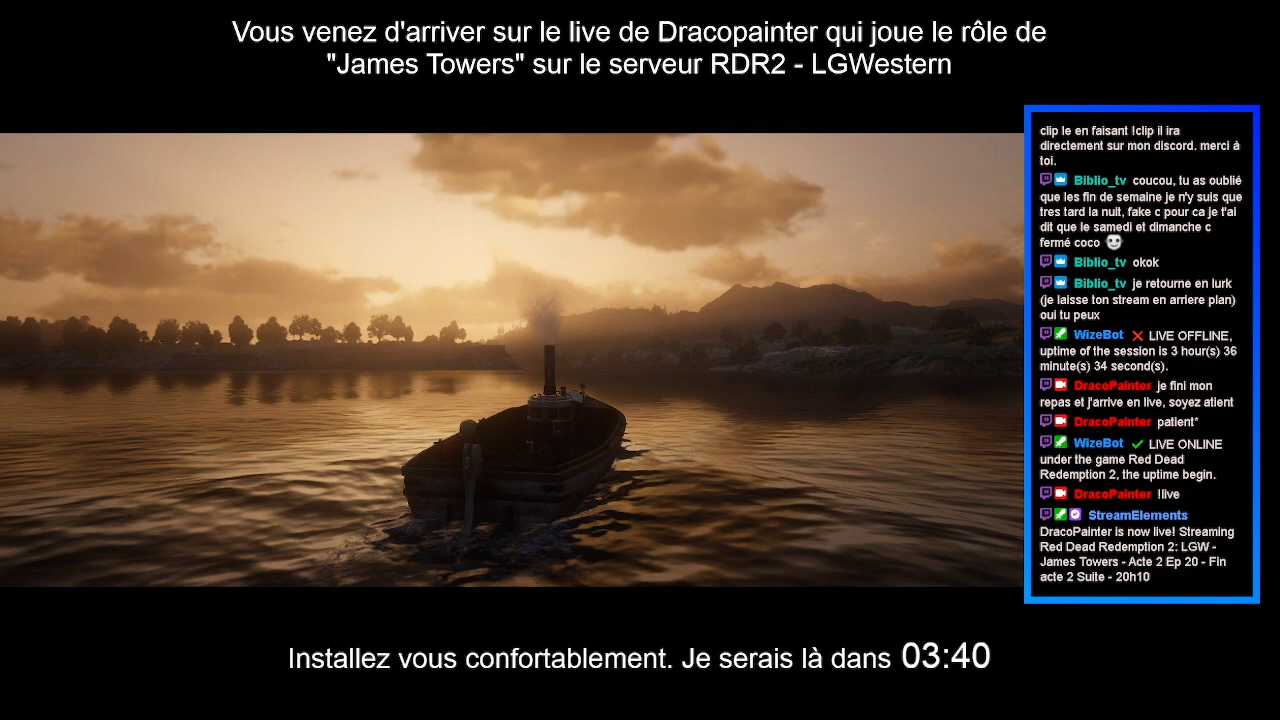 Vous venez d'arriver sur le live de Dracopainter qui joue le rôle de
"James Towers" sur le serveur RDR2 - LGWestern
clip le en faisant !clip il ira
directement sur mon discord. merci à
toi.
Biblio_tv coucou, tu as oublié
que les fin de semaine je n'y suis que
tres tard la nuit, fake c pour ca je t'ai
dit que le samedi et dimanche c
fermé coco
Biblio_tv okok
Biblio_tv je retourne en lurk
(je laisse ton stream en arriere plan)
oui tu peux
WizeBot ❌ LIVE OFFLINE,
uptime of the session is 3 hour(s) 36
minute(s) 34 second(s).
DracoPainter je fini mon
repas et j'arrive en live, soyez atient
DracoPainter patient*
WizeBot ✓ LIVE ONLINE
under the game Red Dead
Redemption 2, the uptime begin.
DracoPainter !live
StreamElements
DracoPainter is now live! Streaming
Red Dead Redemption 2: LGW -
James Towers - Acte 2 Ep 20 - Fin
acte 2 Suite - 20h10
Installez vous confortablement. Je serais là dans 03:40